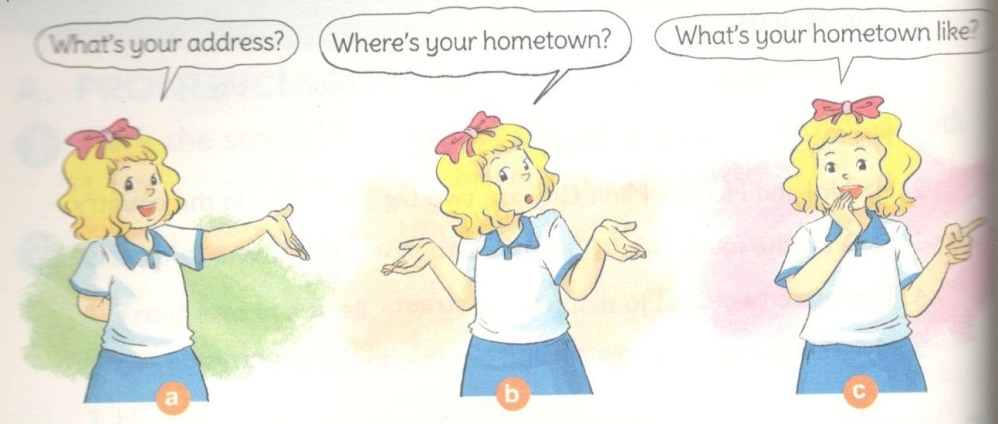 What's your address?
Where's your hometown?
What's your hometown like?
a
b
c